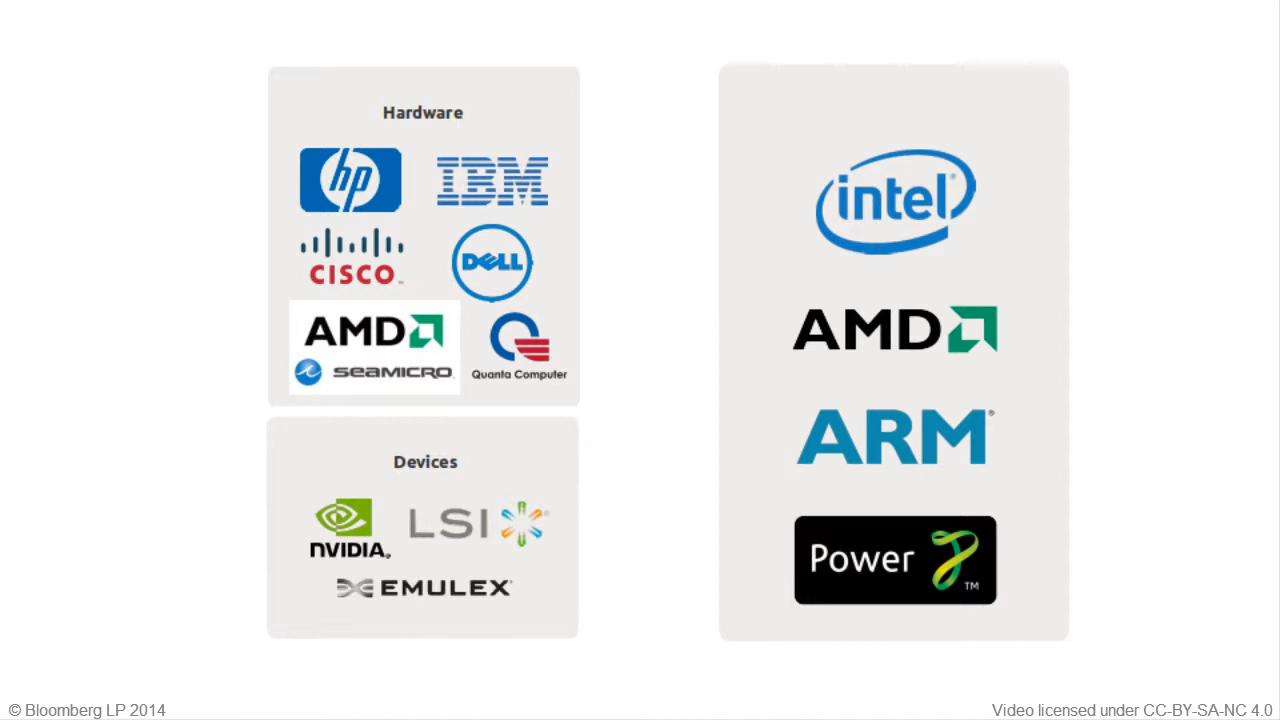 Hardware
hp
IBM
CISCO™
DELL
AMD
SEAMICRO
Quanta Computer
Devices
NVIDIA®
LSI®
EMULEX®
intel®
AMD
ARM®
Power ™
© Bloomberg LP 2014
Video licensed under CC-BY-SA-NC 4.0